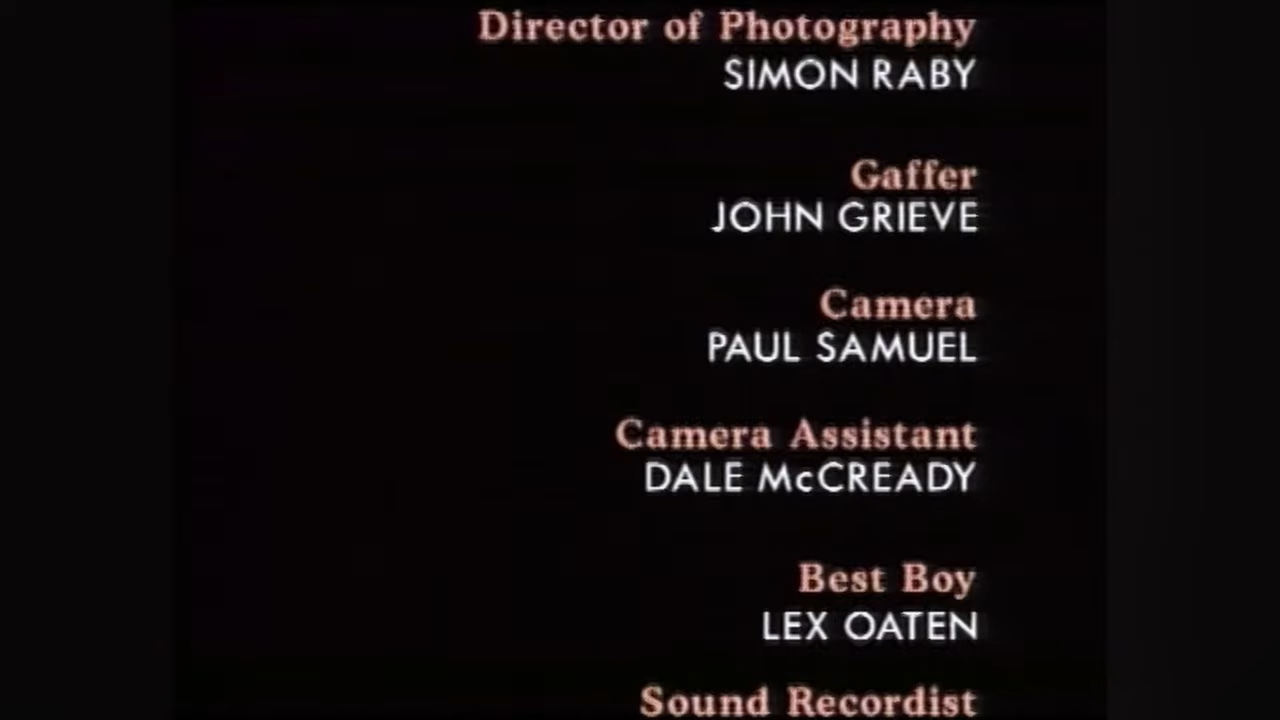 Director of Photography
SIMON RABY
Gaffer
JOHN GRIEVE
Camera
PAUL SAMUEL
Camera Assistant
DALE McCREADY
Best Boy
LEX OATEN
Sound Recordist